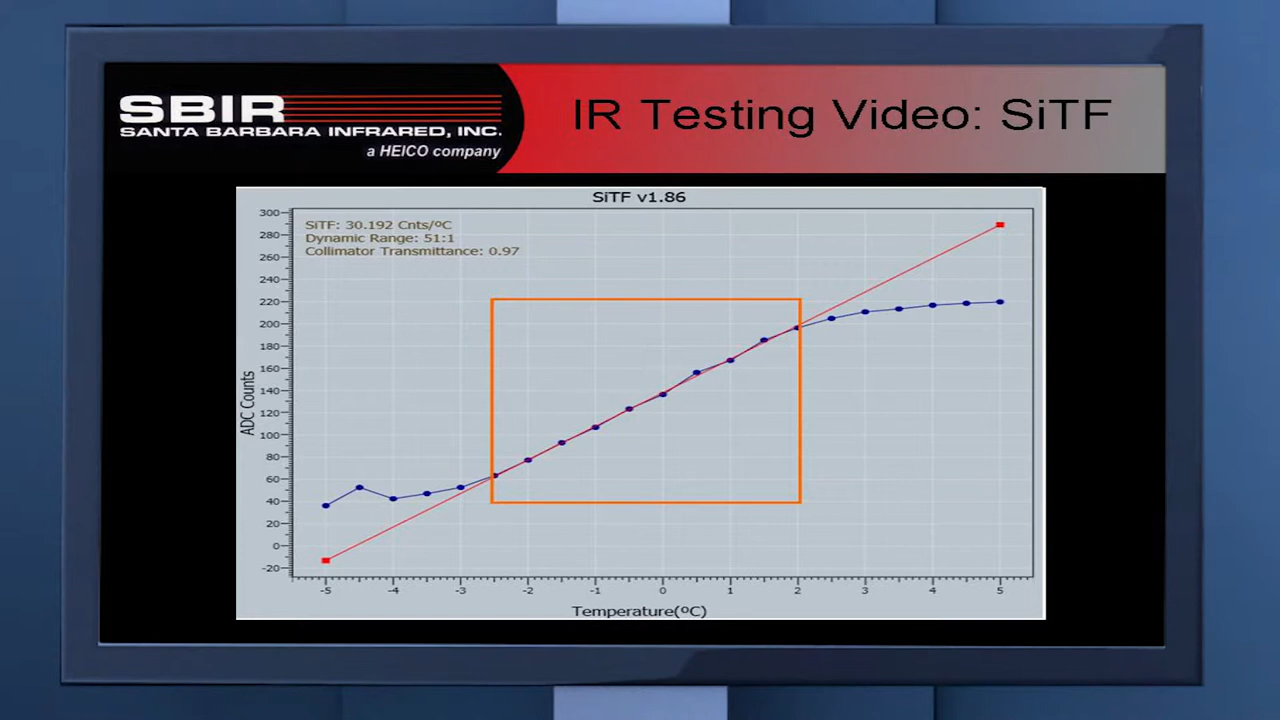 SBIR
SANTA BARBARA INFRARED, INC.
a HEICO company
IR Testing Video: SiTF
SiTF v1.86
SiTF: 30.192 Cnts/ºC
Dynamic Range: 51:1
Collimator Transmittance: 0.97
300
280
260
240
220
200
180
160
140
120
100
80
60
40
20
0
-20
ADC Counts
-5 -4 -3 -2 -1 0 1 2 3 4 5
Temperature(ºC)